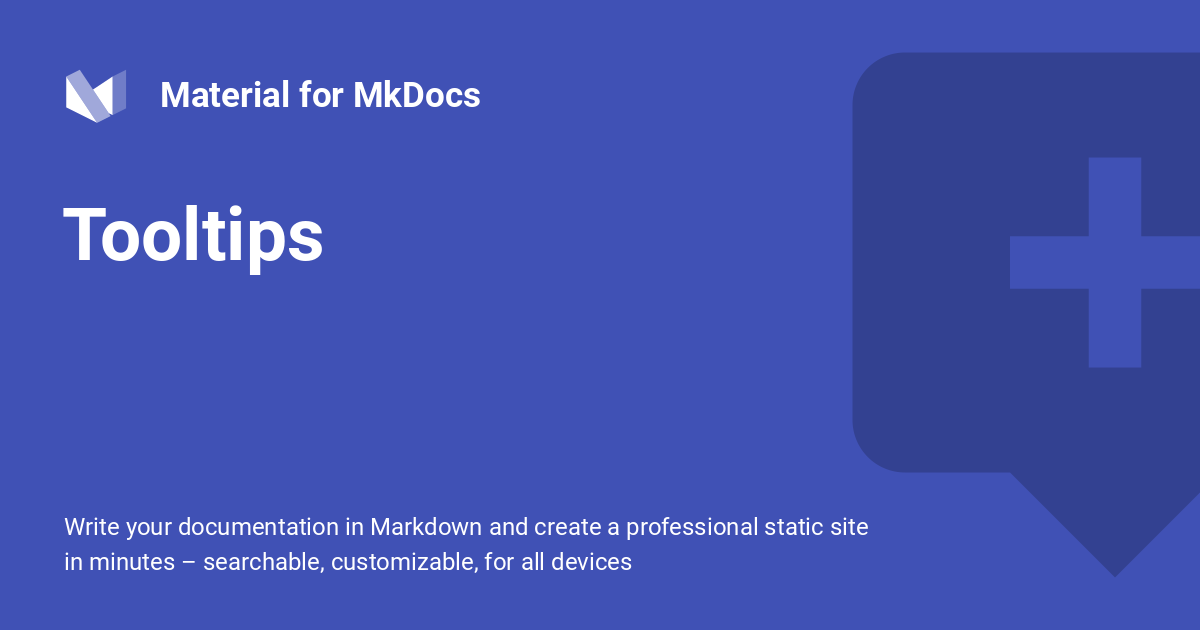 Material for MkDocs
Tooltips
Write your documentation in Markdown and create a professional static site
in minutes – searchable, customizable, for all devices